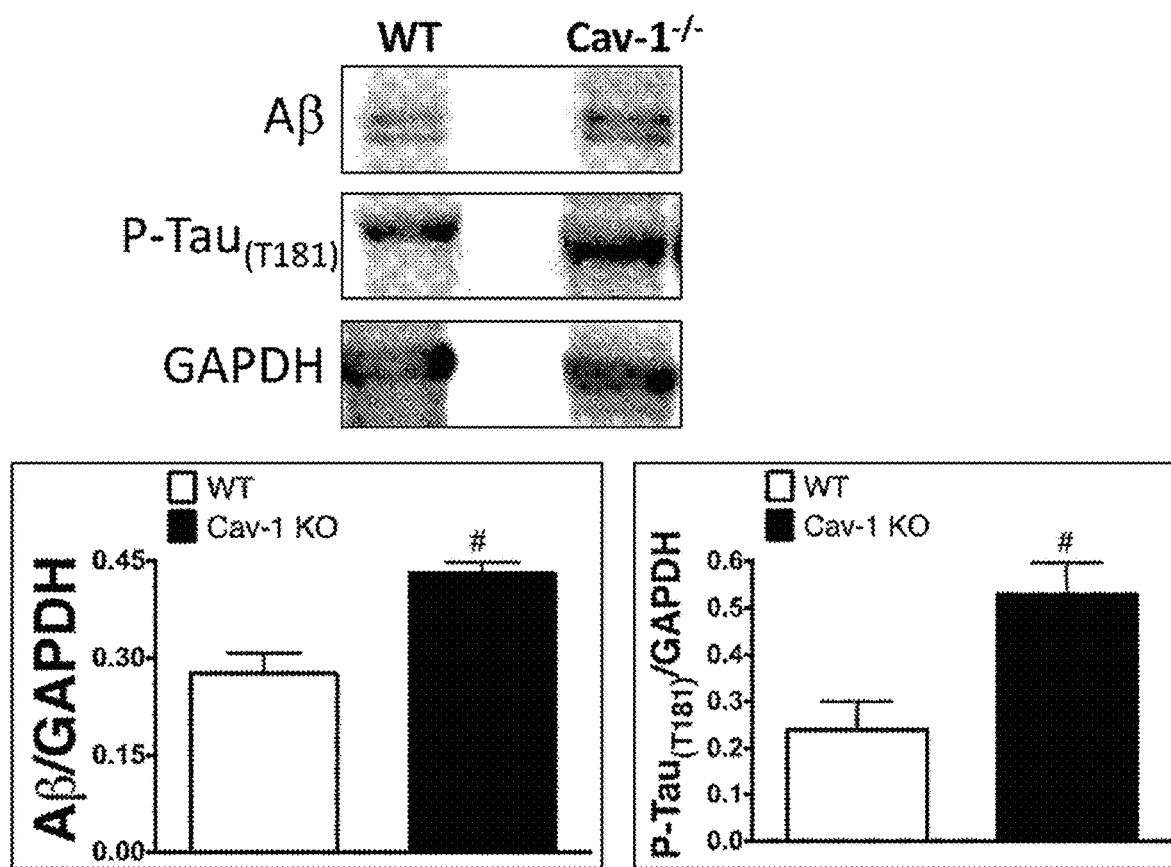 WT Cav-1-/-
Aβ
P-Tau(T181)
GAPDH
WT
Cav-1 KO
#
0.45
0.30
0.15
0.00
Aβ/GAPDH
WT
Cav-1 KO
#
0.6
0.5
0.4
0.3
0.2
0.1
0.0
P-Tau(T181)/GAPDH